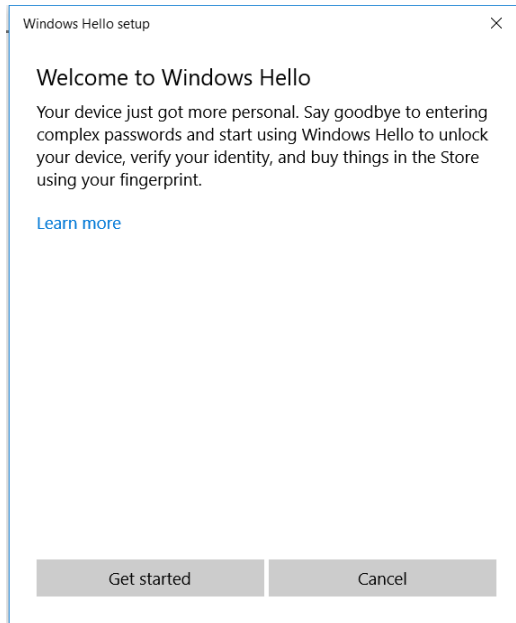 Windows Hello setup
Welcome to Windows Hello
Your device just got more personal. Say goodbye to entering
complex passwords and start using Windows Hello to unlock
your device, verify your identity, and buy things in the Store
using your fingerprint.
Learn more
Get started
Cancel